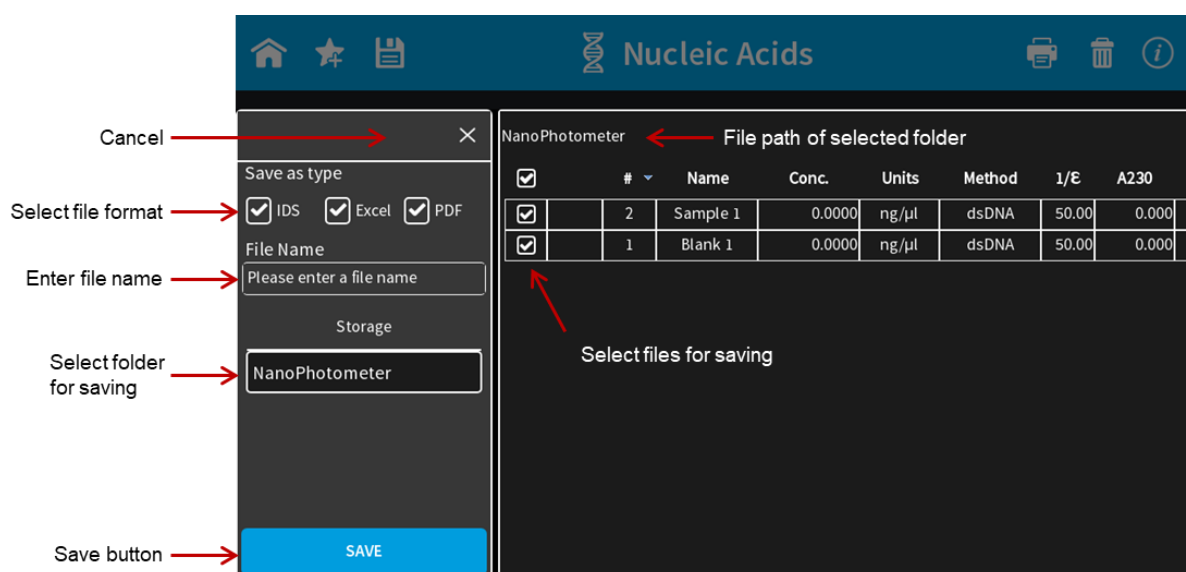 Nucleic Acids
Cancel
NanoPhotometer
File path of selected folder
Save as type
# Name Conc. Units Method 1/ε A230
Select file format
IDS Excel PDF
2 Sample 1 0.0000 ng/µl dsDNA 50.00 0.000
File Name
1 Blank 1 0.0000 ng/µl dsDNA 50.00 0.000
Enter file name
Please enter a file name
Storage
Select files for saving
Select folder
for saving
NanoPhotometer
Save button
SAVE